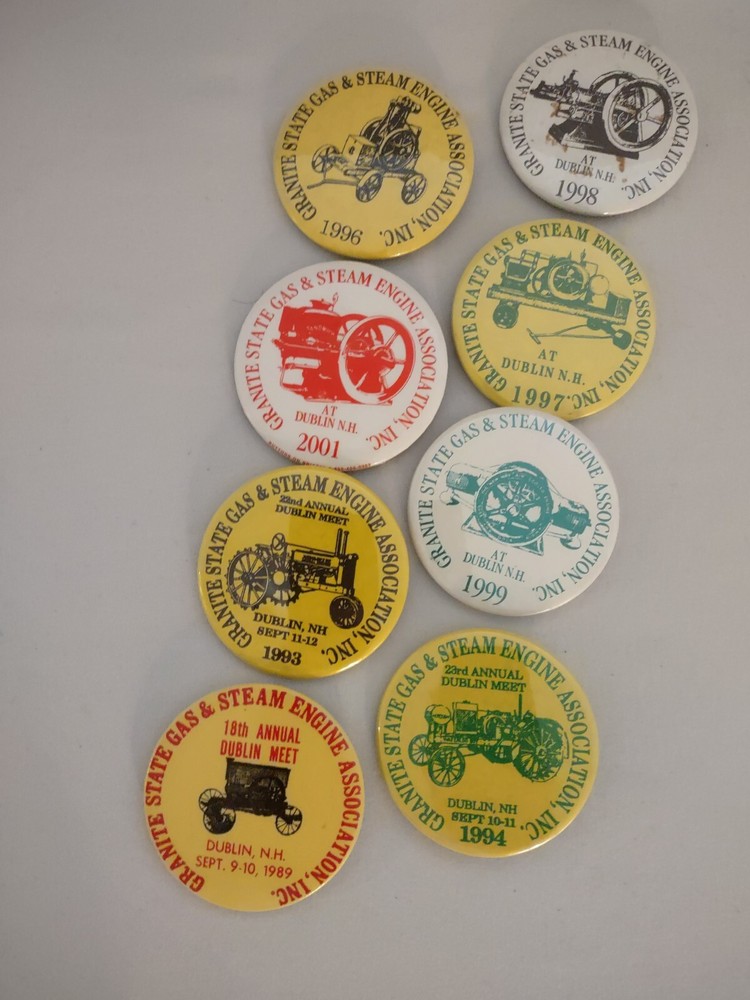 GRANITE STATE GAS & STEAM ENGINE ASSOCIATION, INC.
1996
GRANITE STATE GAS & STEAM ENGINE ASSOCIATION, INC.
AT
DUBLIN N.H.
1998
GRANITE STATE GAS & STEAM ENGINE ASSOCIATION, INC.
AT
DUBLIN N.H.
2001
GRANITE STATE GAS & STEAM ENGINE ASSOCIATION, INC.
AT
DUBLIN N.H.
1997
GRANITE STATE GAS & STEAM ENGINE ASSOCIATION, INC.
22nd ANNUAL
DUBLIN MEET
DUBLIN, NH
SEPT 11-12
1993
GRANITE STATE GAS & STEAM ENGINE ASSOCIATION, INC.
AT
DUBLIN N.H.
1999
GRANITE STATE GAS & STEAM ENGINE ASSOCIATION, INC.
18th ANNUAL
DUBLIN MEET
DUBLIN, N.H.
SEPT. 9-10, 1989
GRANITE STATE GAS & STEAM ENGINE ASSOCIATION, INC.
23rd ANNUAL
DUBLIN MEET
DUBLIN, NH
SEPT 10-11
1994